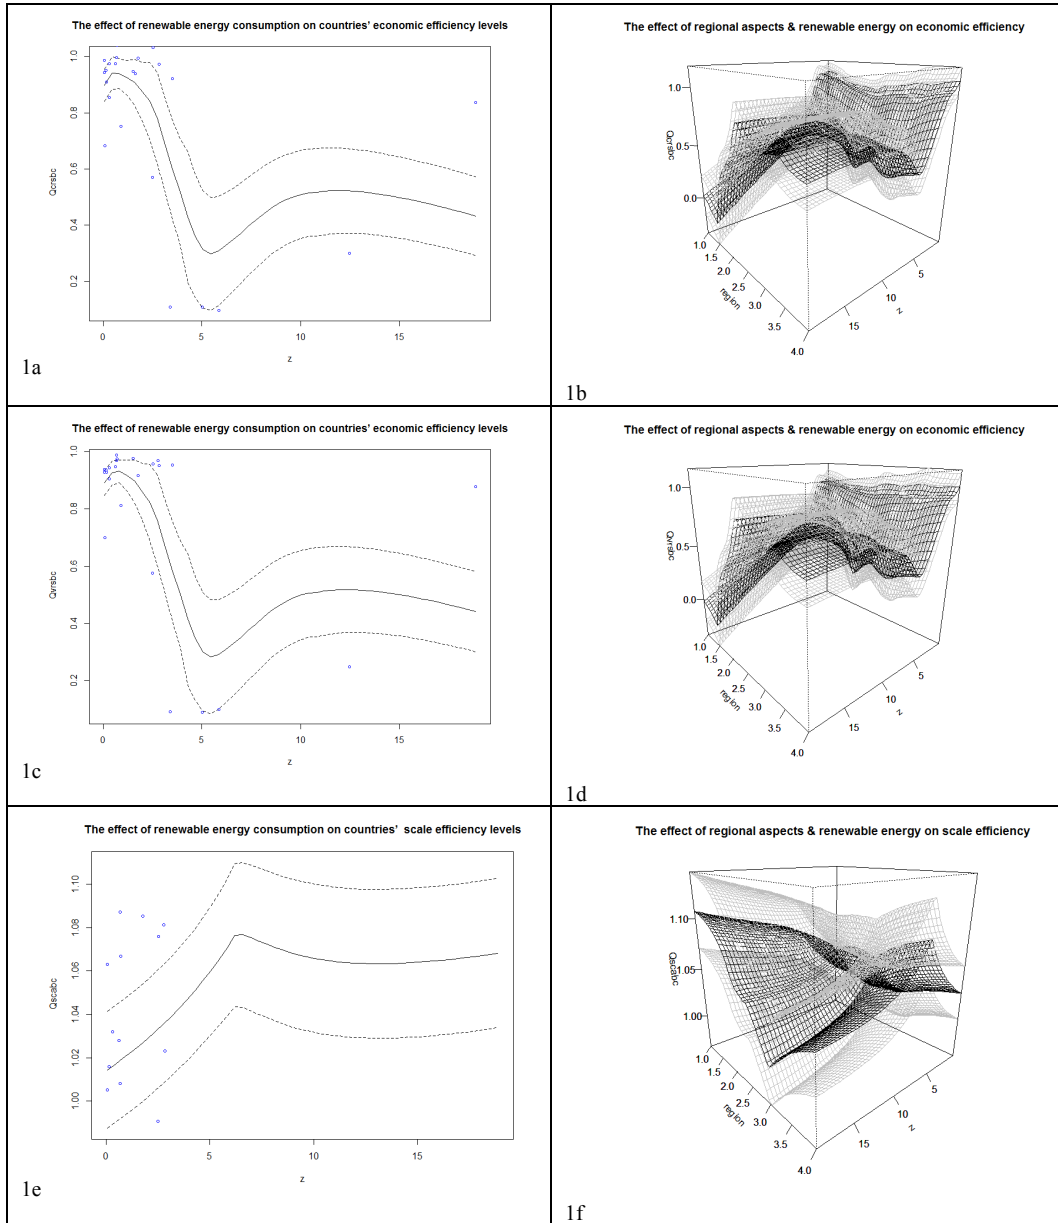 The effect of renewable energy consumption on countries' economic efficiency levels
1.0
0.8
0.6
0.4
0.2
Qcrsbc
0 5 10 15
z
1a
The effect of regional aspects & renewable energy on economic efficiency
1.0
0.5
0.0
Qcrsbc
1.0
1.5
2.0
2.5
3.0
3.5
4.0
region
5
10
15
z
1b
The effect of renewable energy consumption on countries' economic efficiency levels
1.0
0.8
0.6
0.4
0.2
Qvrsbc
0 5 10 15
z
1c
The effect of regional aspects & renewable energy on economic efficiency
1.0
0.5
0.0
Qvrsbc
1.0
1.5
2.0
2.5
3.0
3.5
4.0
region
5
10
15
z
1d
The effect of renewable energy consumption on countries' scale efficiency levels
1.10
1.08
1.06
1.04
1.02
1.00
Qscabc
0 5 10 15
z
1e
The effect of regional aspects & renewable energy on scale efficiency
1.10
1.05
1.00
Qscabc
1.0
1.5
2.0
2.5
3.0
3.5
4.0
region
5
10
15
z
1f